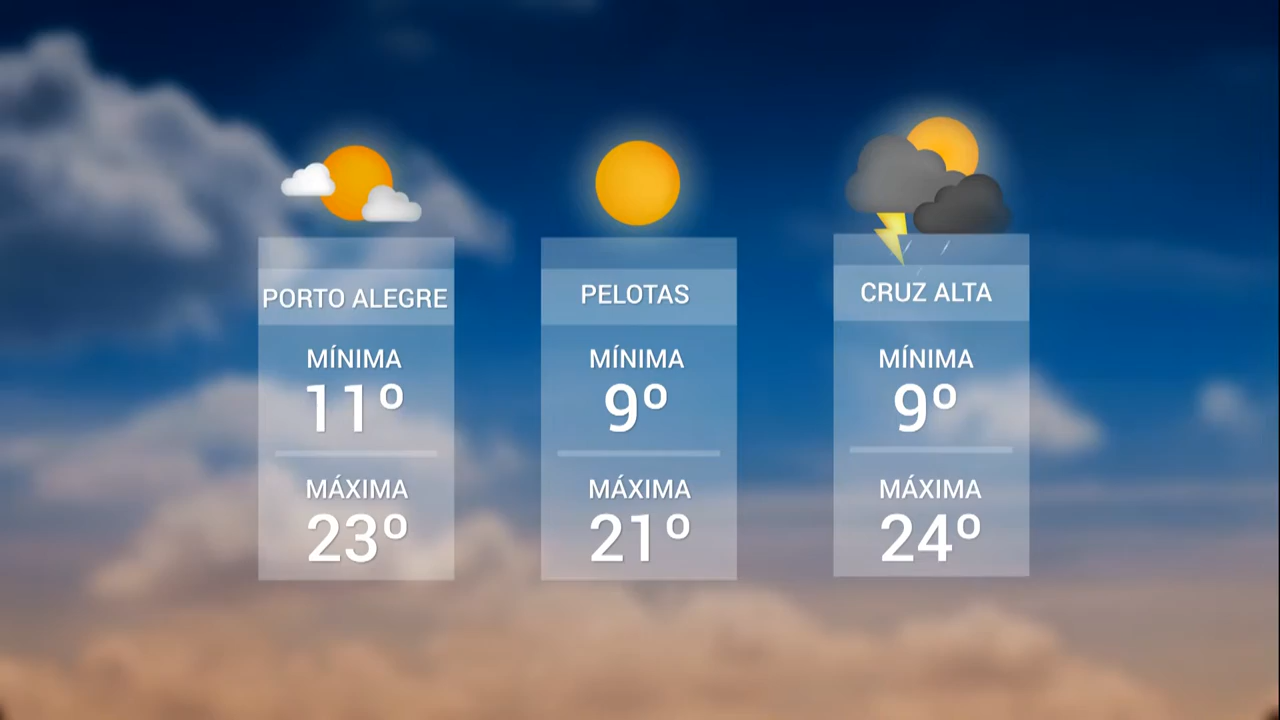 PORTO ALEGRE
MÍNIMA
11º
MÁXIMA
23º
PELOTAS
MÍNIMA
9º
MÁXIMA
21º
CRUZ ALTA
MÍNIMA
9º
MÁXIMA
24º